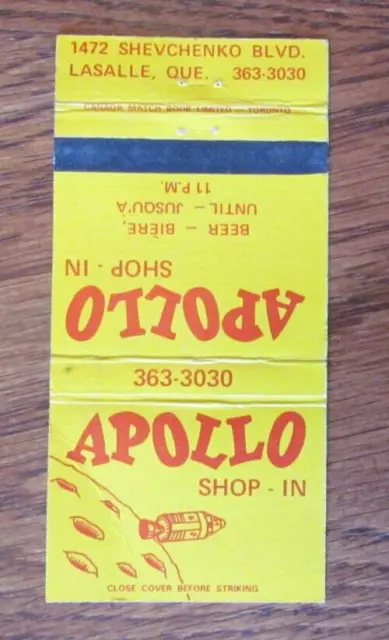 1472 SHEVCHENKO BLVD.
LASALLE, QUE. 363-3030
CANADA MATCH BOOK LIMITED — TORONTO
APOLLO
SHOP - IN
BEER — BIÈRE,
UNTIL — JUSQU'À
11 P.M.
363-3030
APOLLO
SHOP - IN
CLOSE COVER BEFORE STRIKING